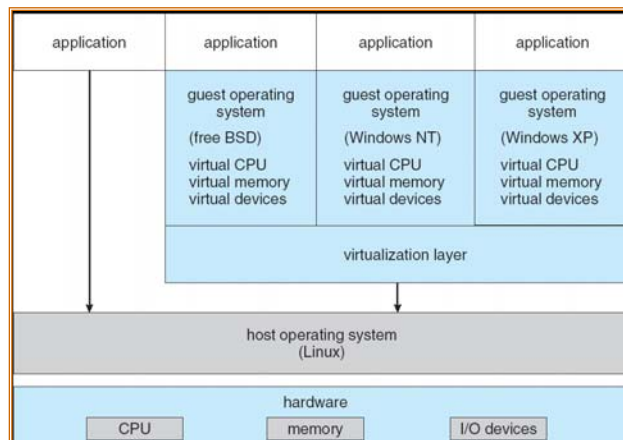 application
application
application
application
guest operating
system
(free BSD)
virtual CPU
virtual memory
virtual devices
guest operating
system
(Windows NT)
virtual CPU
virtual memory
virtual devices
guest operating
system
(Windows XP)
virtual CPU
virtual memory
virtual devices
virtualization layer
host operating system
(Linux)
hardware
CPU
memory
I/O devices